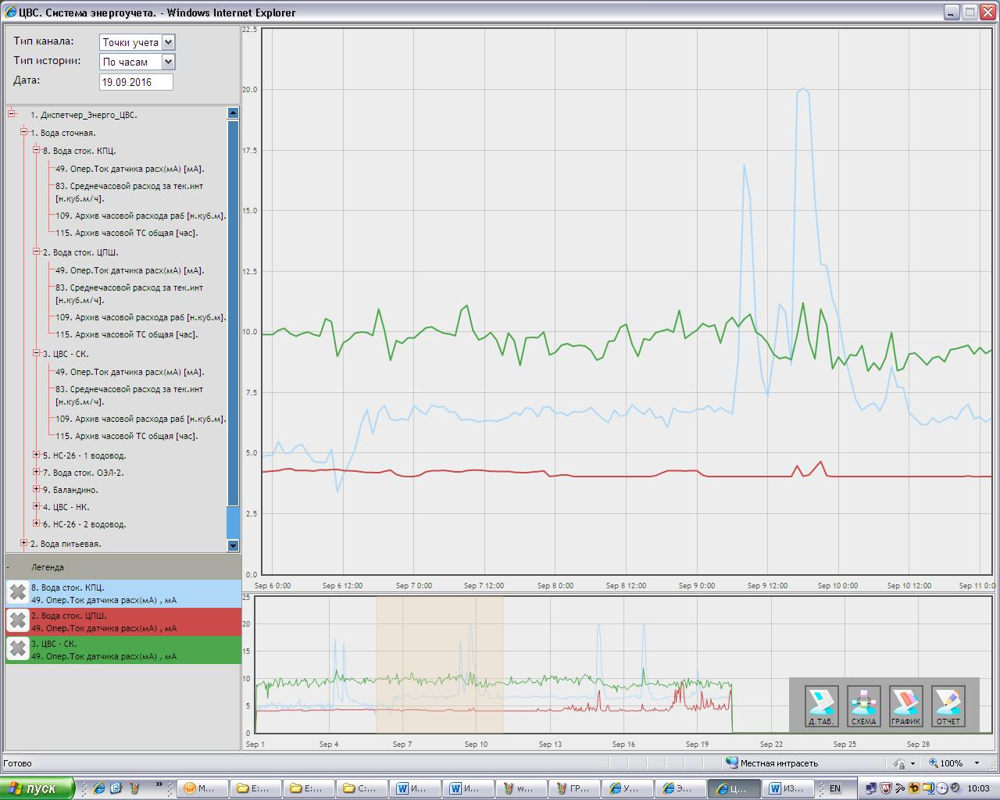 ЦВС. Система энергоучета. - Windows Internet Explorer
Тип канала: Точки учета
Тип истории: По часам
Дата: 19.09.2016
1. Диспетчер_Энерго_ЦВС.
1. Вода сточная.
8. Вода сток. КПЦ.
49. Опер.Ток датчика расх(мА) [мА].
83. Среднечасовой расход за тек.инт
[н.куб.м/ч].
109. Архив часовой расхода раб [н.куб.м].
115. Архив часовой ТС общая [час].
2. Вода сток. ЦПШ.
49. Опер.Ток датчика расх(мА) [мА].
83. Среднечасовой расход за тек.инт
[н.куб.м/ч].
109. Архив часовой расхода раб [н.куб.м].
115. Архив часовой ТС общая [час].
3. ЦВС - СК.
49. Опер.Ток датчика расх(мА) [мА].
83. Среднечасовой расход за тек.инт
[н.куб.м/ч].
109. Архив часовой расхода раб [н.куб.м].
115. Архив часовой ТС общая [час].
5. НС-26 - 1 водовод.
7. Вода сток. ОЭЛ-2.
9. Баландино.
4. ЦВС - НК.
6. НС-26 - 2 водовод.
2. Вода питьевая.
- Легенда
8. Вода сток. КПЦ.
49. Опер.Ток датчика расх(мА) , мА
2. Вода сток. ЦПШ.
49. Опер.Ток датчика расх(мА) , мА
3. ЦВС - СК.
49. Опер.Ток датчика расх(мА) , мА
22.5
20.0
17.5
15.0
12.5
10.0
7.5
5.0
2.5
0.0
Sep 6 0:00 Sep 6 12:00 Sep 7 0:00 Sep 7 12:00 Sep 8 0:00 Sep 8 12:00 Sep 9 0:00 Sep 9 12:00 Sep 10 0:00 Sep 10 12:00 Sep 11 0:0
25
20
15
10
5
0
Sep 1 Sep 4 Sep 7 Sep 10 Sep 13 Sep 16 Sep 19 Sep 22 Sep 25 Sep 28
Д.ТАБ. СХЕМА ГРАФИК ОТЧЕТ
Готово Местная интрасеть 100%
пуск » М... Е:... Е:... С:... И... И... w... ГР... У... Э... Ц... ИЗ... EN 10:03